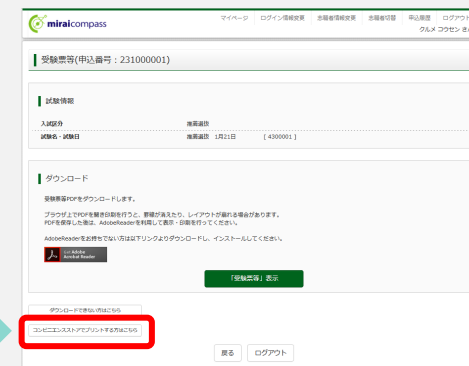 miraicompass
マイページ ログイン情報変更 志願者情報変更 志願者切替 申込履歴 ログアウト
クルメ コウセン さん
受験票等(申込番号：231000001)
試験情報
入試区分 推薦選抜
試験名・試験日 推薦選抜 1月21日 [ 4300001 ]
ダウンロード
受験票等PDFをダウンロードします。
ブラウザ上でPDFを開き印刷を行うと、罫線が消えたり、レイアウトが崩れる場合があります。
PDFを保存した後は、AdobeReaderを利用して表示・印刷を行ってください。
AdobeReaderをお持ちでない方は以下リンクよりダウンロードし、インストールしてください。
Get Adobe
Acrobat Reader
「受験票等」表示
ダウンロードできない方はこちら
コンビニエンスストアでプリントする方はこちら
戻る ログアウト